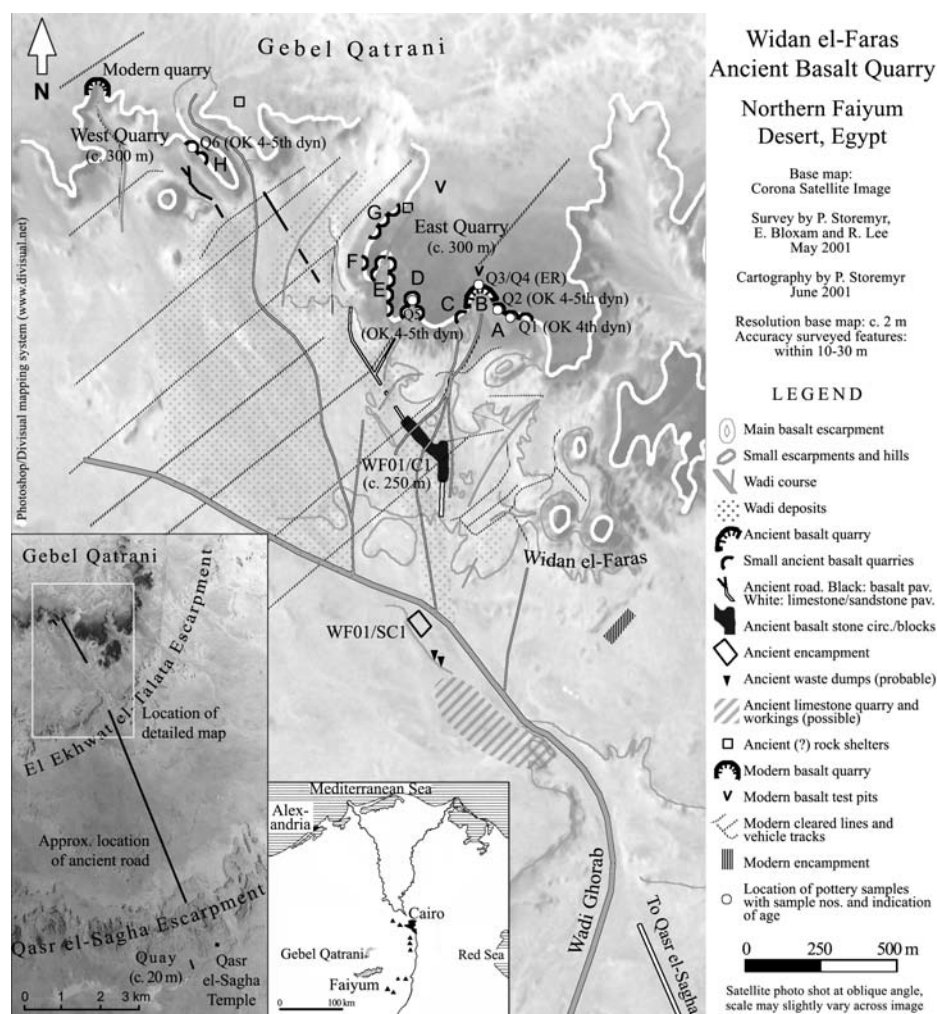 Gebel Qatrani
Modern quarry
N
West Quarry
(c. 300 m)
Q6 (OK 4-5th dyn)
H
V
G
East Quarry
(c. 300 m)
F
D
v
Q3/Q4 (ER)
E
C
B
Q2 (OK 4-5th dyn)
Q5
(OK 4-5th dyn)
A
Q1 (OK 4th dyn)
WF01/C1
(c. 250 m)
Widan el-Faras
WF01/SC1
Wadi Ghorab
To Qasr el-Sagha
Photoshop/Divisual mapping system (www.divisual.net)
Gebel Qatrani
El Ekhwat el-Talata Escarpment
Location of
detailed map
Approx. location
of ancient road
Qasr el-Sagha Escarpment
Quay
(c. 20 m)
Qasr
el-Sagha
Temple
0 1 2 3 km
Mediterranean Sea
Alex-
andria
Cairo
Gebel Qatrani
Red Sea
Faiyum
0 100km
Widan el-Faras
Ancient Basalt Quarry
Northern Faiyum
Desert, Egypt
Base map:
Corona Satellite Image
Survey by P. Storemyr,
E. Bloxam and R. Lee
May 2001
Cartography by P. Storemyr
June 2001
Resolution base map: c. 2 m
Accuracy surveyed features:
within 10-30 m
LEGEND
Main basalt escarpment
Small escarpments and hills
Wadi course
Wadi deposits
Ancient basalt quarry
Small ancient basalt quarries
Ancient road. Black: basalt pav.
White: limestone/sandstone pav.
Ancient basalt stone circ./blocks
Ancient encampment
Ancient waste dumps (probable)
Ancient limestone quarry and
workings (possible)
Ancient (?) rock shelters
Modern basalt quarry
v Modern basalt test pits
Modern cleared lines and
vehicle tracks
Modern encampment
Location of pottery samples
with sample nos. and indication
of age
0 250 500 m
Satellite photo shot at oblique angle,
scale may slightly vary across image